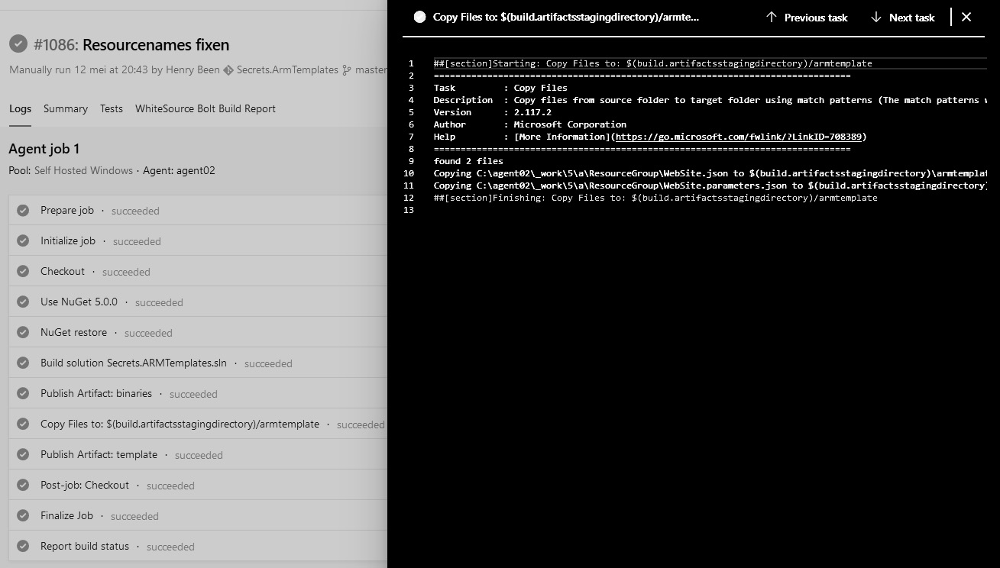 #1086: Resourcenames fixen
Manually run 12 mei at 20:43 by Henry Been Secrets.ArmTemplates master
Logs Summary Tests WhiteSource Bolt Build Report
Agent job 1
Pool: Self Hosted Windows · Agent: agent02
Prepare job · succeeded
Initialize job · succeeded
Checkout · succeeded
Use NuGet 5.0.0 · succeeded
NuGet restore · succeeded
Build solution Secrets.ARMTemplates.sln · succeeded
Publish Artifact: binaries · succeeded
Copy Files to: $(build.artifactsstagingdirectory)/armtemplate · succeeded
Publish Artifact: template · succeeded
Post-job: Checkout · succeeded
Finalize Job · succeeded
Report build status · succeeded
Copy Files to: $(build.artifactsstagingdirectory)/armte...
Previous task Next task
1 ##[section]Starting: Copy Files to: $(build.artifactsstagingdirectory)/armtemplate
2 ==============================================================================
3 Task : Copy Files
4 Description : Copy files from source folder to target folder using match patterns (The match patterns w
5 Version : 2.117.2
6 Author : Microsoft Corporation
7 Help : [More Information](https://go.microsoft.com/fwlink/?LinkID=708389)
8 ==============================================================================
9 found 2 files
10 Copying C:\agent02\_work\5\a\ResourceGroup\WebSite.json to $(build.artifactsstagingdirectory)\armtemplat
11 Copying C:\agent02\_work\5\a\ResourceGroup\WebSite.parameters.json to $(build.artifactsstagingdirectory)
12 ##[section]Finishing: Copy Files to: $(build.artifactsstagingdirectory)/armtemplate
13